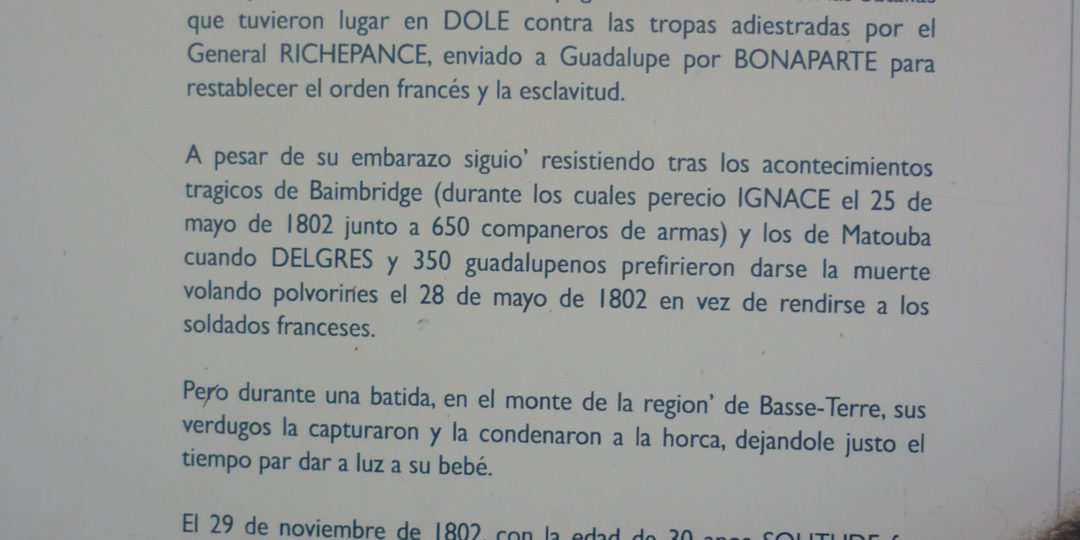 que tuvieron lugar en DOLE contra las tropas adiestradas por el
General RICHEPANCE, enviado a Guadalupe por BONAPARTE para
restablecer el orden francés y la esclavitud.
A pesar de su embarazo siguio' resistiendo tras los acontecimientos
tragicos de Baimbridge (durante los cuales perecio IGNACE el 25 de
mayo de 1802 junto a 650 companeros de armas) y los de Matouba
cuando DELGRES y 350 guadalupenos prefirieron darse la muerte
volando polvorines el 28 de mayo de 1802 en vez de rendirse a los
soldados franceses.
Pero durante una batida, en el monte de la region' de Basse-Terre, sus
verdugos la capturaron y la condenaron a la horca, dejandole justo el
tiempo par dar a luz a su bebé.
El 29 de noviembre de 1802, con la edad de 30 anos SOLITUDE